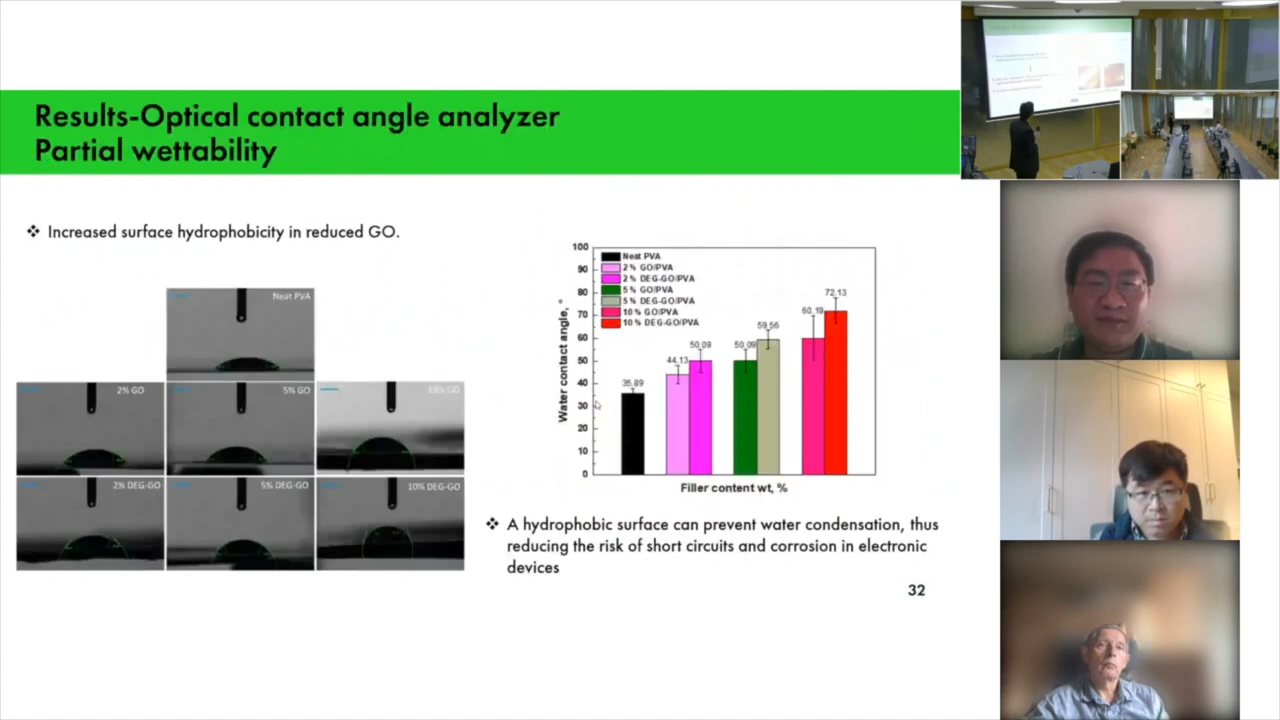 Results-Optical contact angle analyzer
Partial wettability
❖ Increased surface hydrophobicity in reduced GO.
Neat PVA
2% GO
5% GO
10% GO
2% DEG-GO
5% DEG-GO
10% DEG-GO
Water contact angle, °
100
90
80
70
60
50
40
30
20
10
0
Neat PVA
2 % GO/PVA
2 % DEG-GO/PVA
5 % GO/PVA
5 % DEG-GO/PVA
10 % GO/PVA
10 % DEG-GO/PVA
35.89
44.13
50.09
50.09
59.56
60.19
72.13
Filler content wt, %
❖ A hydrophobic surface can prevent water condensation, thus
reducing the risk of short circuits and corrosion in electronic
devices
32